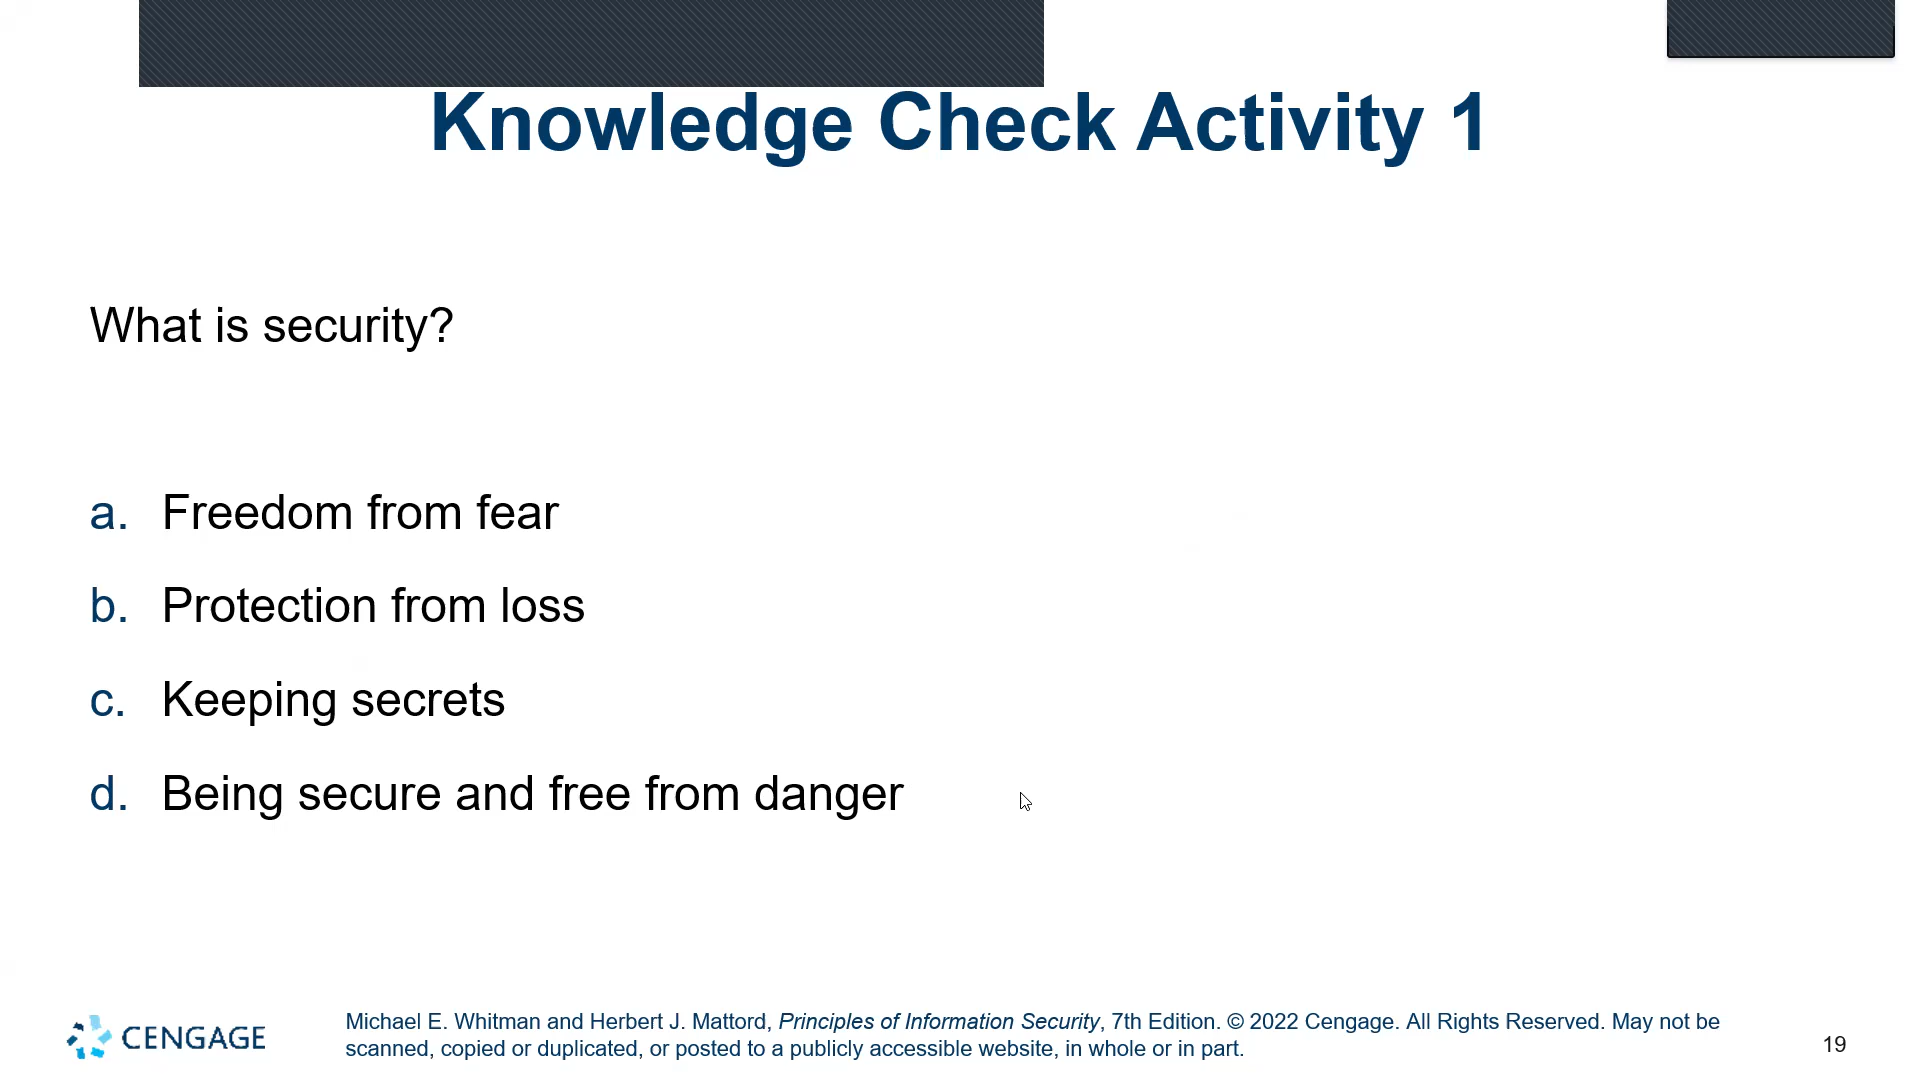 Knowledge Check Activity 1
What is security?
a. Freedom from fear
b. Protection from loss
c. Keeping secrets
d. Being secure and free from danger
CENGAGE
Michael E. Whitman and Herbert J. Mattord, Principles of Information Security, 7th Edition. © 2022 Cengage. All Rights Reserved. May not be
scanned, copied or duplicated, or posted to a publicly accessible website, in whole or in part.
19